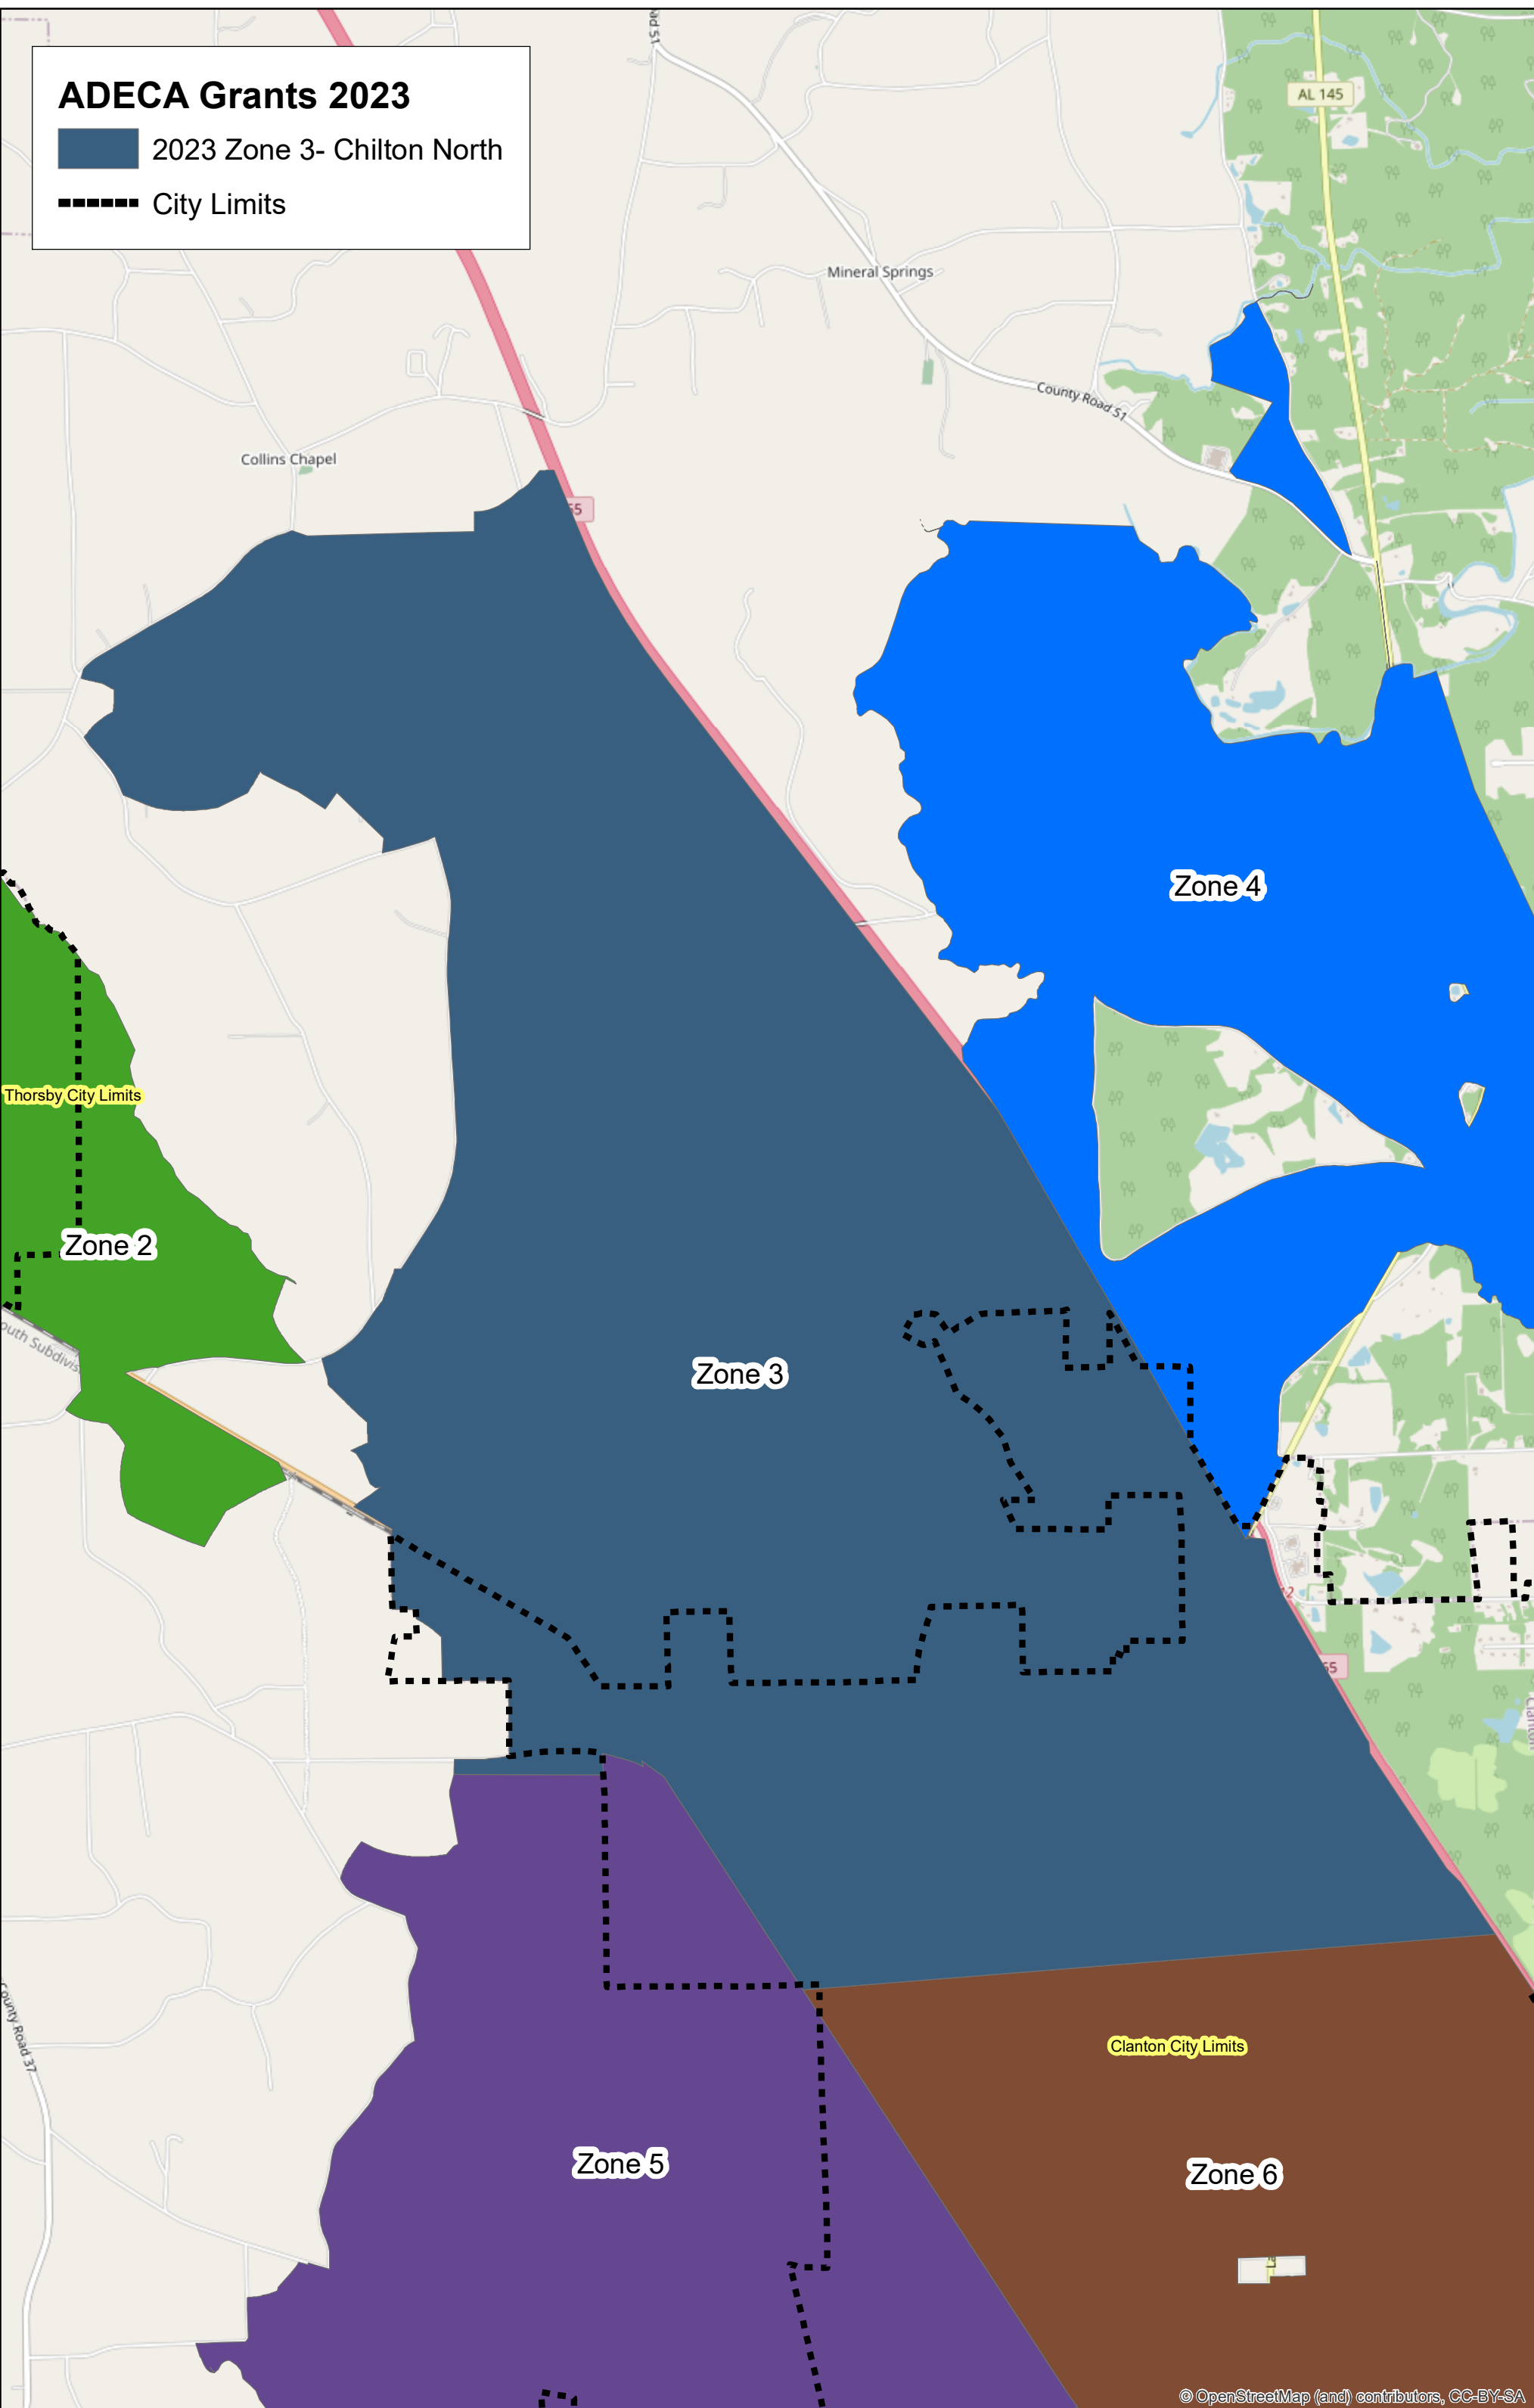 ADECA Grants 2023
2023 Zone 3- Chilton North
City Limits
AL 145
Mineral Springs
County Road 51
Collins Chapel
Zone 4
Thorsby City Limits
Zone 2
Zone 3
Clanton City Limits
Zone 5
Zone 6
County Road 37
© OpenStreetMap (and) contributors, CC-BY-SA